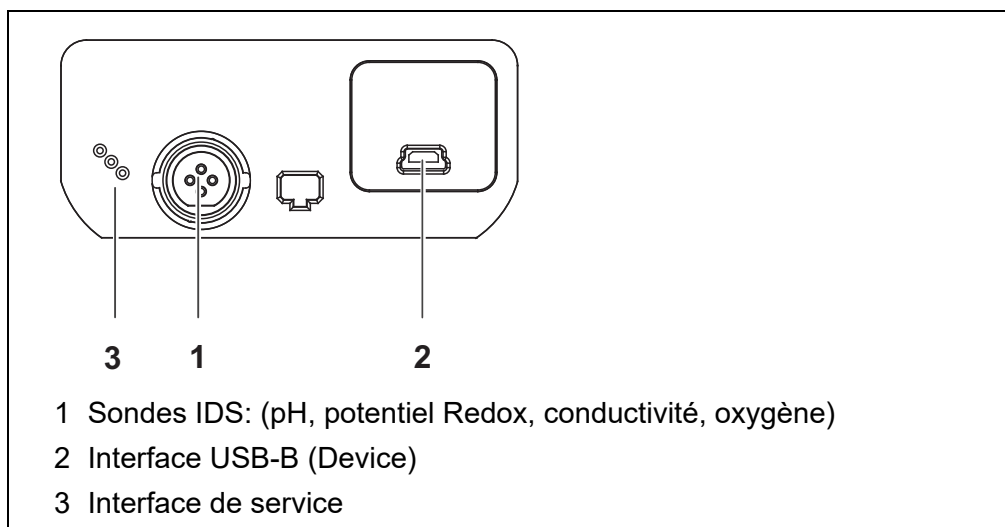 3 1 2
1 Sondes IDS: (pH, potentiel Redox, conductivité, oxygène)
2 Interface USB-B (Device)
3 Interface de service